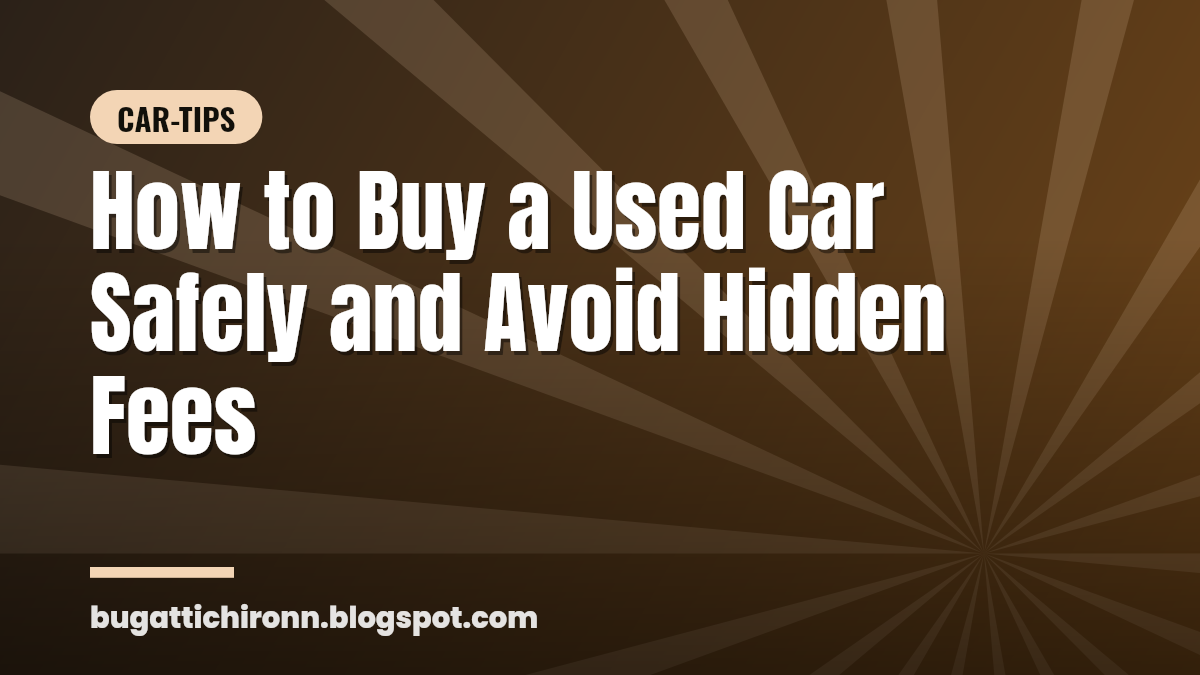 CAR-TIPS
How to Buy a Used Car
Safely and Avoid Hidden
Fees
bugattichironn.blogspot.com